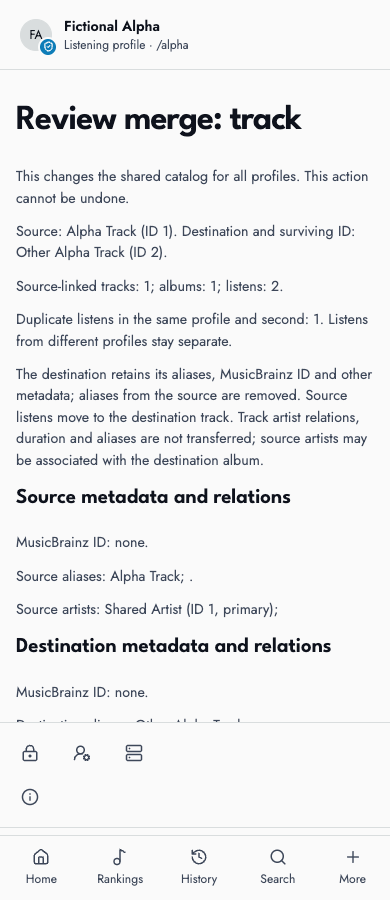 FA
Fictional Alpha
Listening profile · /alpha
Review merge: track
This changes the shared catalog for all profiles. This action
cannot be undone.
Source: Alpha Track (ID 1). Destination and surviving ID:
Other Alpha Track (ID 2).
Source-linked tracks: 1; albums: 1; listens: 2.
Duplicate listens in the same profile and second: 1. Listens
from different profiles stay separate.
The destination retains its aliases, MusicBrainz ID and other
metadata; aliases from the source are removed. Source
listens move to the destination track. Track artist relations,
duration and aliases are not transferred; source artists may
be associated with the destination album.
Source metadata and relations
MusicBrainz ID: none.
Source aliases: Alpha Track; .
Source artists: Shared Artist (ID 1, primary);
Destination metadata and relations
MusicBrainz ID: none.
Home Rankings History Search More